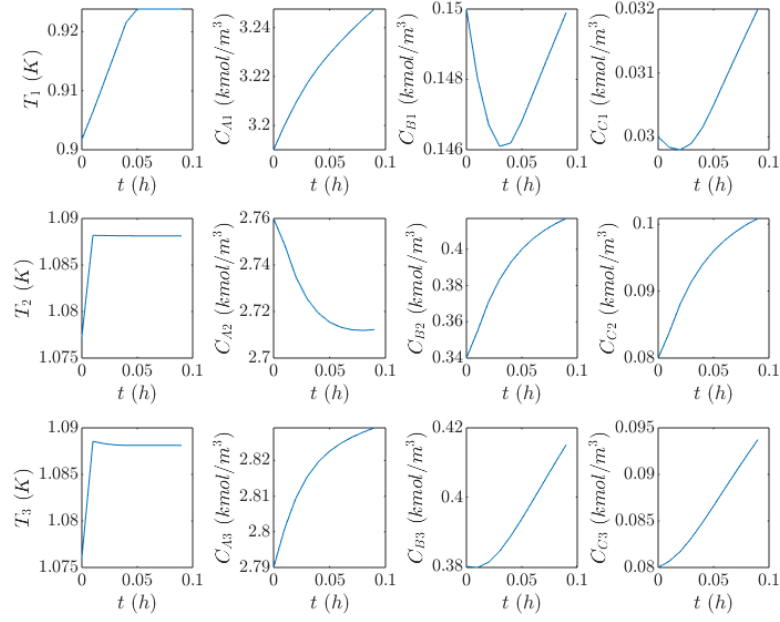 0.92
0.91
0.9
T1 (K)
0 0.05 0.1
t (h)
3.24
3.22
3.2
CA1 (kmol/m3)
0 0.05 0.1
t (h)
0.15
0.148
0.146
CB1 (kmol/m3)
0 0.05 0.1
t (h)
0.032
0.031
0.03
CC1 (kmol/m3)
0 0.05 0.1
t (h)
1.09
1.085
1.08
1.075
T2 (K)
0 0.05 0.1
t (h)
2.76
2.74
2.72
2.7
CA2 (kmol/m3)
0 0.05 0.1
t (h)
0.4
0.38
0.36
0.34
CB2 (kmol/m3)
0 0.05 0.1
t (h)
0.1
0.09
0.08
CC2 (kmol/m3)
0 0.05 0.1
t (h)
1.09
1.085
1.08
1.075
T3 (K)
0 0.05 0.1
t (h)
2.82
2.81
2.8
2.79
CA3 (kmol/m3)
0 0.05 0.1
t (h)
0.42
0.4
0.38
CB3 (kmol/m3)
0 0.05 0.1
t (h)
0.095
0.09
0.085
0.08
CC3 (kmol/m3)
0 0.05 0.1
t (h)